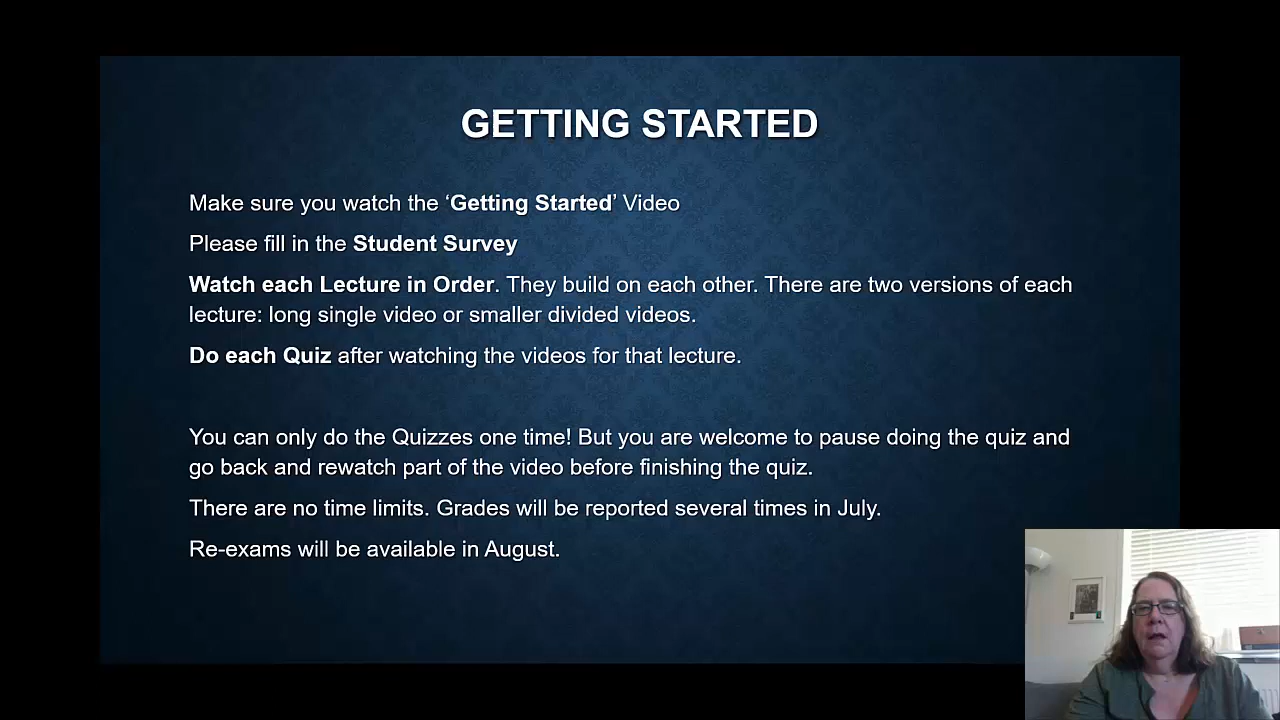 GETTING STARTED
Make sure you watch the ‘Getting Started’ Video
Please fill in the Student Survey
Watch each Lecture in Order. They build on each other. There are two versions of each
lecture: long single video or smaller divided videos.
Do each Quiz after watching the videos for that lecture.
You can only do the Quizzes one time! But you are welcome to pause doing the quiz and
go back and rewatch part of the video before finishing the quiz.
There are no time limits. Grades will be reported several times in July.
Re-exams will be available in August.